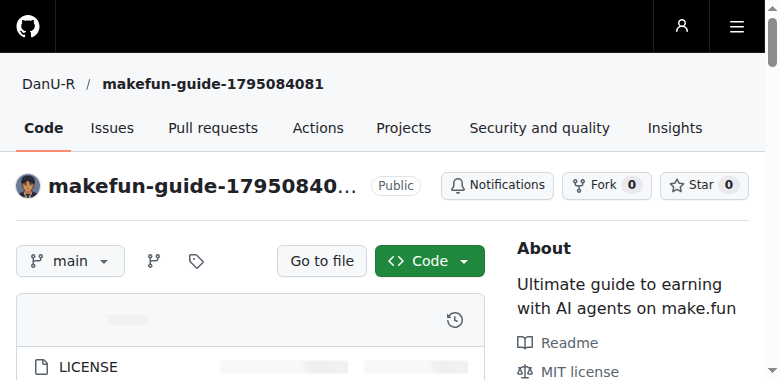 DanU-R / makefun-guide-1795084081
Code Issues Pull requests Actions Projects Security and quality Insights
makefun-guide-17950840... Public Notifications Fork 0 Star 0
main Go to file Code
About
Ultimate guide to earning
with AI agents on make.fun
Readme
LICENSE
MIT license